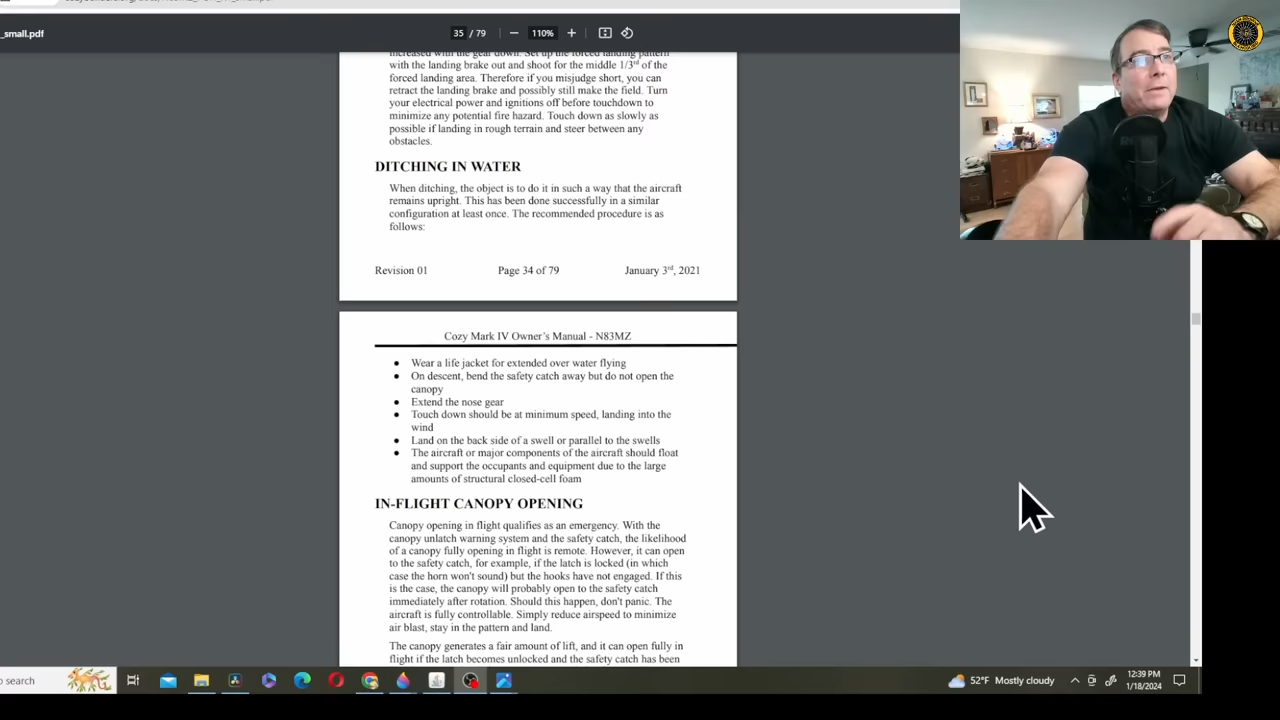 _small.pdf
35 / 79
110%
with the landing brake out and shoot for the middle 1/3rd of the
forced landing area. Therefore if you misjudge short, you can
retract the landing brake and possibly still make the field. Turn
your electrical power and ignitions off before touchdown to
minimize any potential fire hazard. Touch down as slowly as
possible if landing in rough terrain and steer between any
obstacles.
DITCHING IN WATER
When ditching, the object is to do it in such a way that the aircraft
remains upright. This has been done successfully in a similar
configuration at least once. The recommended procedure is as
follows:
Revision 01 Page 34 of 79 January 3rd, 2021
Cozy Mark IV Owner's Manual - N83MZ
• Wear a life jacket for extended over water flying
• On descent, bend the safety catch away but do not open the
canopy
• Extend the nose gear
• Touch down should be at minimum speed, landing into the
wind
• Land on the back side of a swell or parallel to the swells
• The aircraft or major components of the aircraft should float
and support the occupants and equipment due to the large
amounts of structural closed-cell foam
IN-FLIGHT CANOPY OPENING
Canopy opening in flight qualifies as an emergency. With the
canopy unlatch warning system and the safety catch, the likelihood
of a canopy fully opening in flight is remote. However, it can open
to the safety catch, for example, if the latch is locked (in which
case the horn won't sound) but the hooks have not engaged. If this
is the case, the canopy will probably open to the safety catch
immediately after rotation. Should this happen, don't panic. The
aircraft is fully controllable. Simply reduce airspeed to minimize
air blast, stay in the pattern and land.
The canopy generates a fair amount of lift, and it can open fully in
flight if the latch becomes unlocked and the safety catch has been
search
52°F Mostly cloudy
12:39 PM
1/18/2024